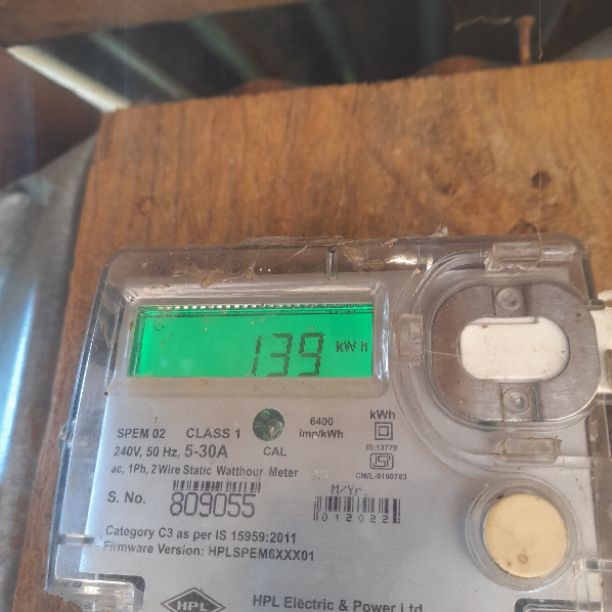 139 kWh
SPEM 02 CLASS 1 6400 kWh
240V, 50 Hz, 5-30A CAL imp/kWh IS:13779
ac, 1Ph, 2 Wire Static Watthour Meter CM/L-9190783
S. No. 809055 M/Yr. 012022
Category C3 as per IS 15959:2011
Firmware Version: HPLSPEM6XXX01
HPL HPL Electric & Power Ltd